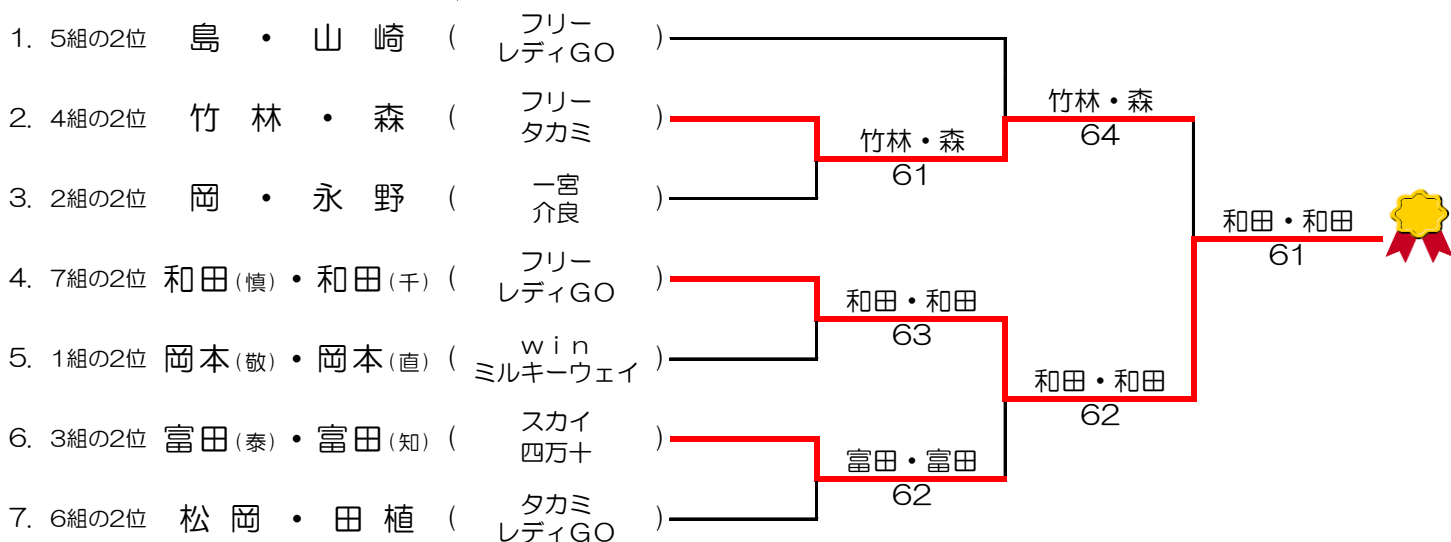 1. 5組の2位 島 ・ 山 崎 ( フリー
レディGO )
2. 4組の2位 竹 林 ・ 森 ( フリー
タカミ )
3. 2組の2位 岡 ・ 永 野 ( 一宮
介良 )
4. 7組の2位 和田(慎) ・ 和田(千) ( フリー
レディGO )
5. 1組の2位 岡本(敬) ・ 岡本(直) ( win
ミルキーウェイ )
6. 3組の2位 富田(泰) ・ 富田(知) ( スカイ
四万十 )
7. 6組の2位 松 岡 ・ 田 植 ( タカミ
レディGO )
竹林・森
61
和田・和田
63
富田・富田
62
竹林・森
64
和田・和田
62
和田・和田
61